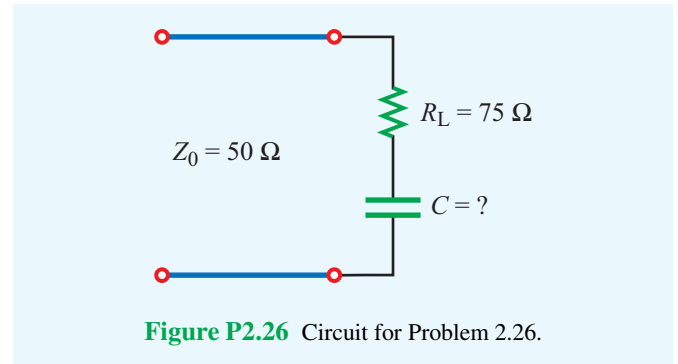 R_L = 75 Ω
Z_0 = 50 Ω
C = ?
Figure P2.26 Circuit for Problem 2.26.